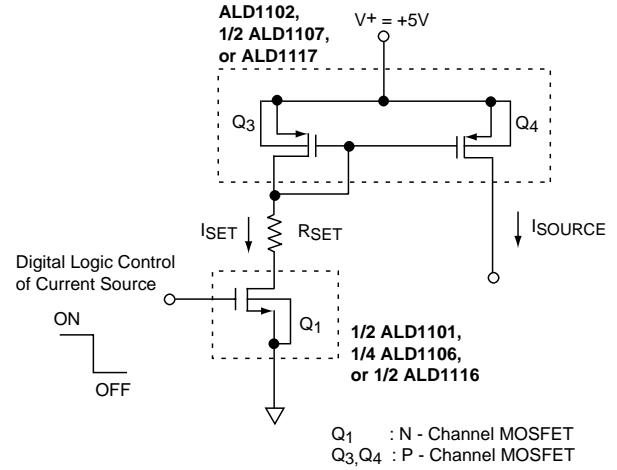 ALD1102,
1/2 ALD1107,
or ALD1117
V+ = +5V
Q3
Q4
ISET
RSET
ISOURCE
Digital Logic Control
of Current Source
ON
OFF
Q1
1/2 ALD1101,
1/4 ALD1106,
or 1/2 ALD1116
Q1 : N - Channel MOSFET
Q3,Q4 : P - Channel MOSFET